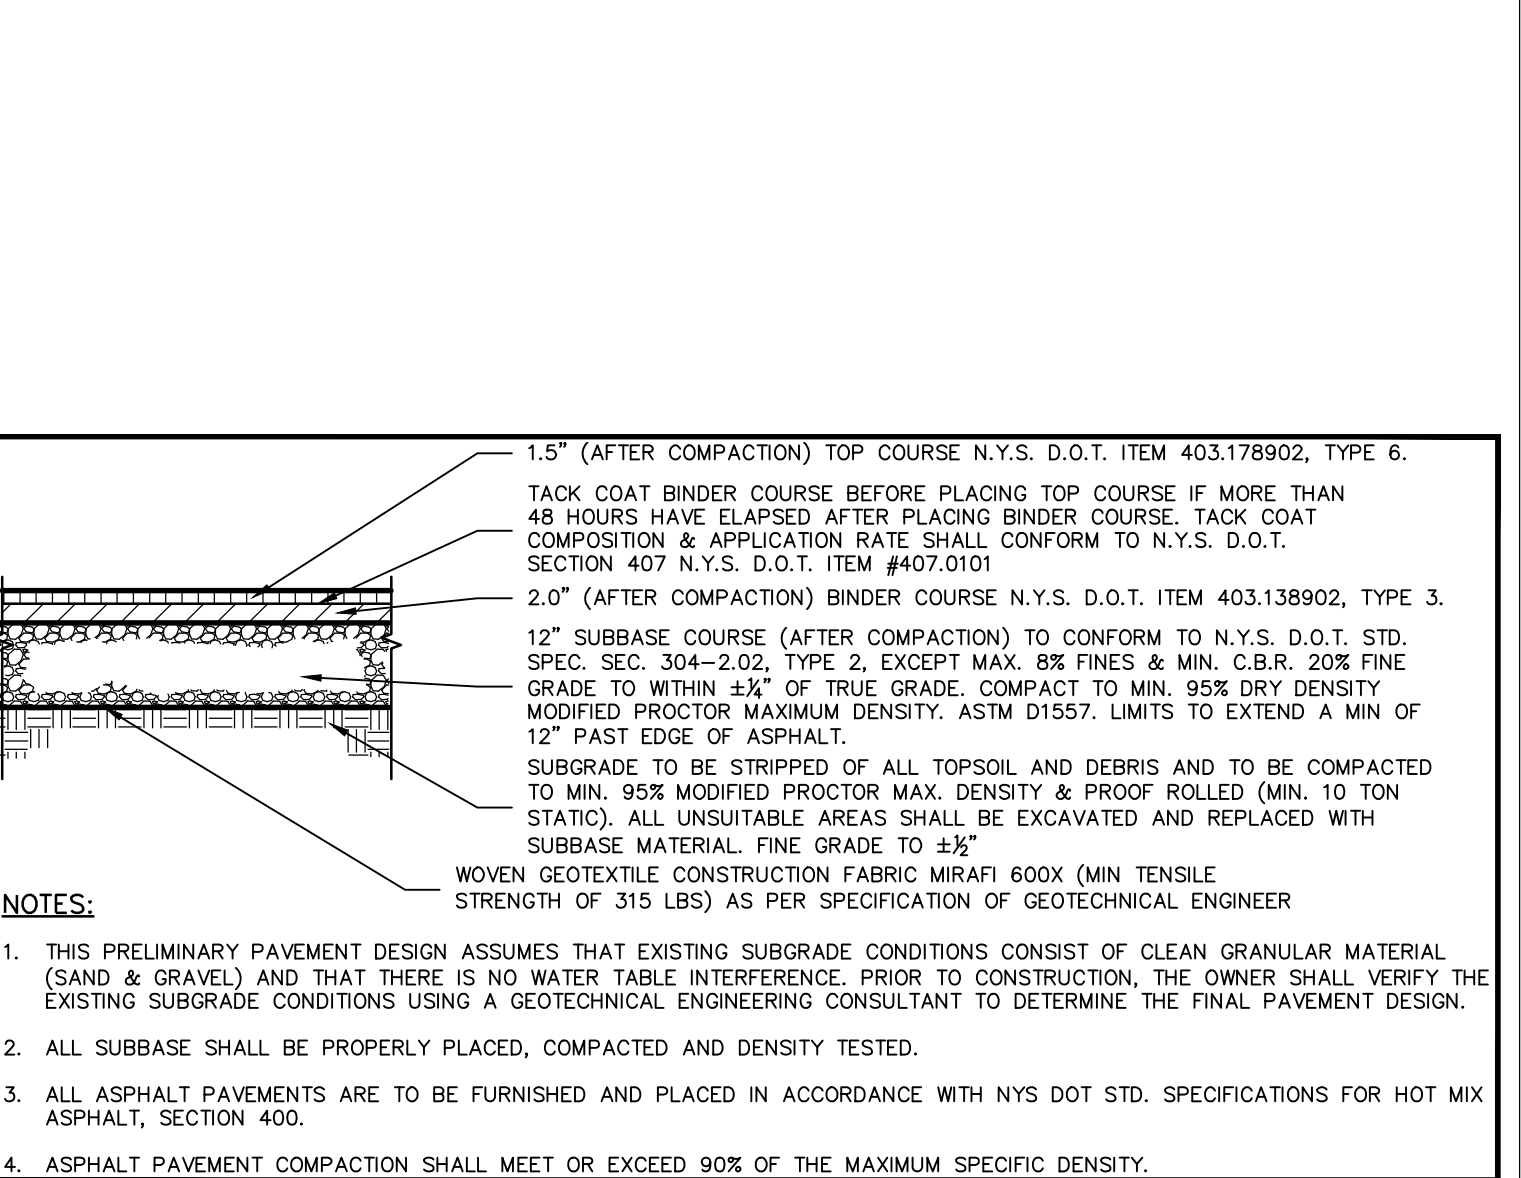 1.5” (AFTER COMPACTION) TOP COURSE N.Y.S. D.O.T. ITEM 403.178902, TYPE 6.
TACK COAT BINDER COURSE BEFORE PLACING TOP COURSE IF MORE THAN
48 HOURS HAVE ELAPSED AFTER PLACING BINDER COURSE. TACK COAT
COMPOSITION & APPLICATION RATE SHALL CONFORM TO N.Y.S. D.O.T.
SECTION 407 N.Y.S. D.O.T. ITEM #407.0101
2.0” (AFTER COMPACTION) BINDER COURSE N.Y.S. D.O.T. ITEM 403.138902, TYPE 3.
12” SUBBASE COURSE (AFTER COMPACTION) TO CONFORM TO N.Y.S. D.O.T. STD.
SPEC. SEC. 304–2.02, TYPE 2, EXCEPT MAX. 8% FINES & MIN. C.B.R. 20% FINE
GRADE TO WITHIN ±¼” OF TRUE GRADE. COMPACT TO MIN. 95% DRY DENSITY
MODIFIED PROCTOR MAXIMUM DENSITY. ASTM D1557. LIMITS TO EXTEND A MIN OF
12” PAST EDGE OF ASPHALT.
SUBGRADE TO BE STRIPPED OF ALL TOPSOIL AND DEBRIS AND TO BE COMPACTED
TO MIN. 95% MODIFIED PROCTOR MAX. DENSITY & PROOF ROLLED (MIN. 10 TON
STATIC). ALL UNSUITABLE AREAS SHALL BE EXCAVATED AND REPLACED WITH
SUBBASE MATERIAL. FINE GRADE TO ±½”
WOVEN GEOTEXTILE CONSTRUCTION FABRIC MIRAFI 600X (MIN TENSILE
STRENGTH OF 315 LBS) AS PER SPECIFICATION OF GEOTECHNICAL ENGINEER
NOTES:
1. THIS PRELIMINARY PAVEMENT DESIGN ASSUMES THAT EXISTING SUBGRADE CONDITIONS CONSIST OF CLEAN GRANULAR MATERIAL
(SAND & GRAVEL) AND THAT THERE IS NO WATER TABLE INTERFERENCE. PRIOR TO CONSTRUCTION, THE OWNER SHALL VERIFY THE
EXISTING SUBGRADE CONDITIONS USING A GEOTECHNICAL ENGINEERING CONSULTANT TO DETERMINE THE FINAL PAVEMENT DESIGN.
2. ALL SUBBASE SHALL BE PROPERLY PLACED, COMPACTED AND DENSITY TESTED.
3. ALL ASPHALT PAVEMENTS ARE TO BE FURNISHED AND PLACED IN ACCORDANCE WITH NYS DOT STD. SPECIFICATIONS FOR HOT MIX
ASPHALT, SECTION 400.
4. ASPHALT PAVEMENT COMPACTION SHALL MEET OR EXCEED 90% OF THE MAXIMUM SPECIFIC DENSITY.